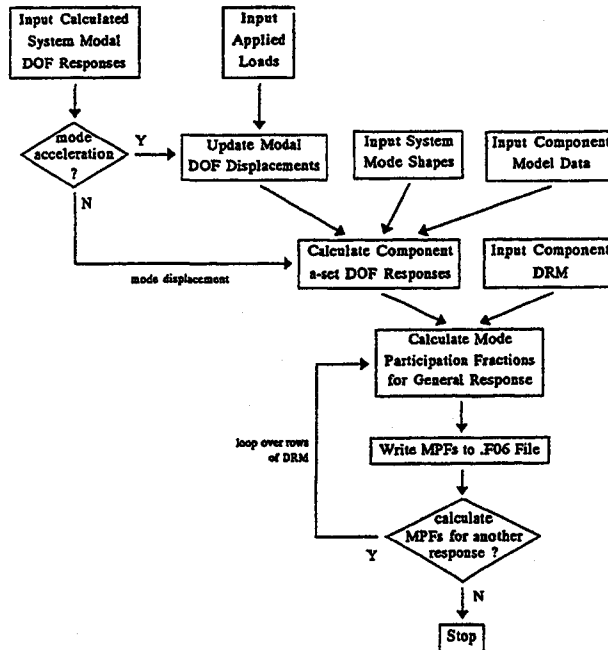 Input Calculated
System Modal
DOF Responses
Input
Applied
Loads
mode
acceleration
?
Y
N
Update Modal
DOF Displacements
Input System
Mode Shapes
Input Component
Model Data
mode displacement
Calculate Component
a-set DOF Responses
Input Component
DRM
Calculate Mode
Participation Fractions
for General Response
loop over rows
of DRM
Write MPFs to .F06 File
calculate
MPFs for another
response ?
Y
N
Stop